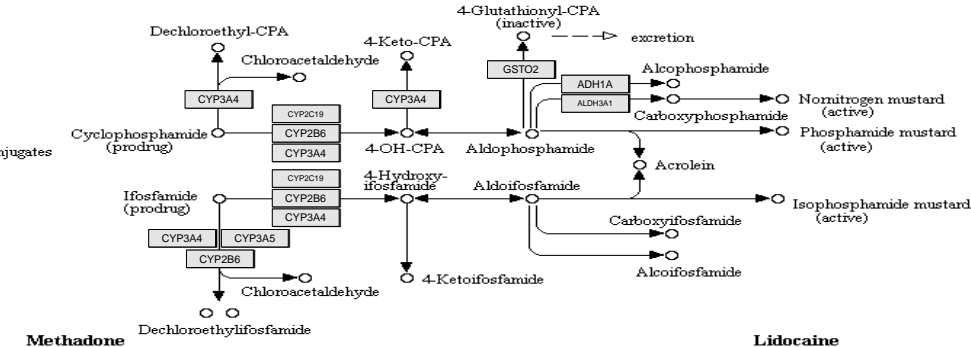 4-Glutathionyl-CPA
(inactive)
excretion
Dechloroethyl-CPA
4-Keto-CPA
Chloroacetaldehyde
GSTO2
Alcophosphamide
ADH1A
CYP3A4
CYP3A4
ALDH3A1
Nornitrogen mustard
(active)
Carboxyphosphamide
CYP2C19
Cyclophosphamide
(prodrug)
CYP2B6
CYP3A4
4-OH-CPA
Aldophosphamide
Phosphamide mustard
(active)
njugates
Acrolein
CYP2C19
4-Hydroxy-
ifosfamide
Aldoifosfamide
Ifosfamide
(prodrug)
CYP2B6
CYP3A4
Isophosphamide mustard
(active)
Carboxyifosfamide
CYP3A4
CYP3A5
CYP2B6
Alcoifosfamide
4-Ketoifosfamide
Chloroacetaldehyde
Dechloroethylifosfamide
Methadone
Lidocaine